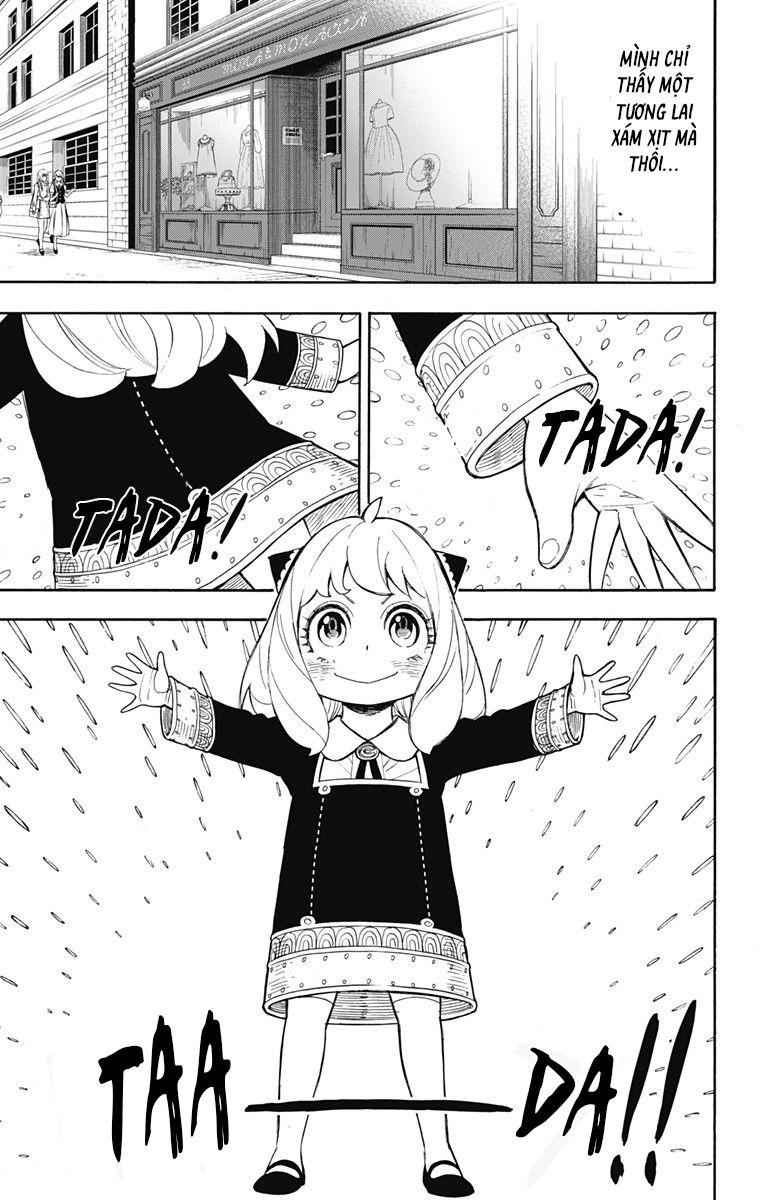 MÌNH CHỈ
THẤY MỘT
TƯƠNG LAI
XÁM XỊT MÀ
THÔI...
TADA!
TADA!
TAA DA!!